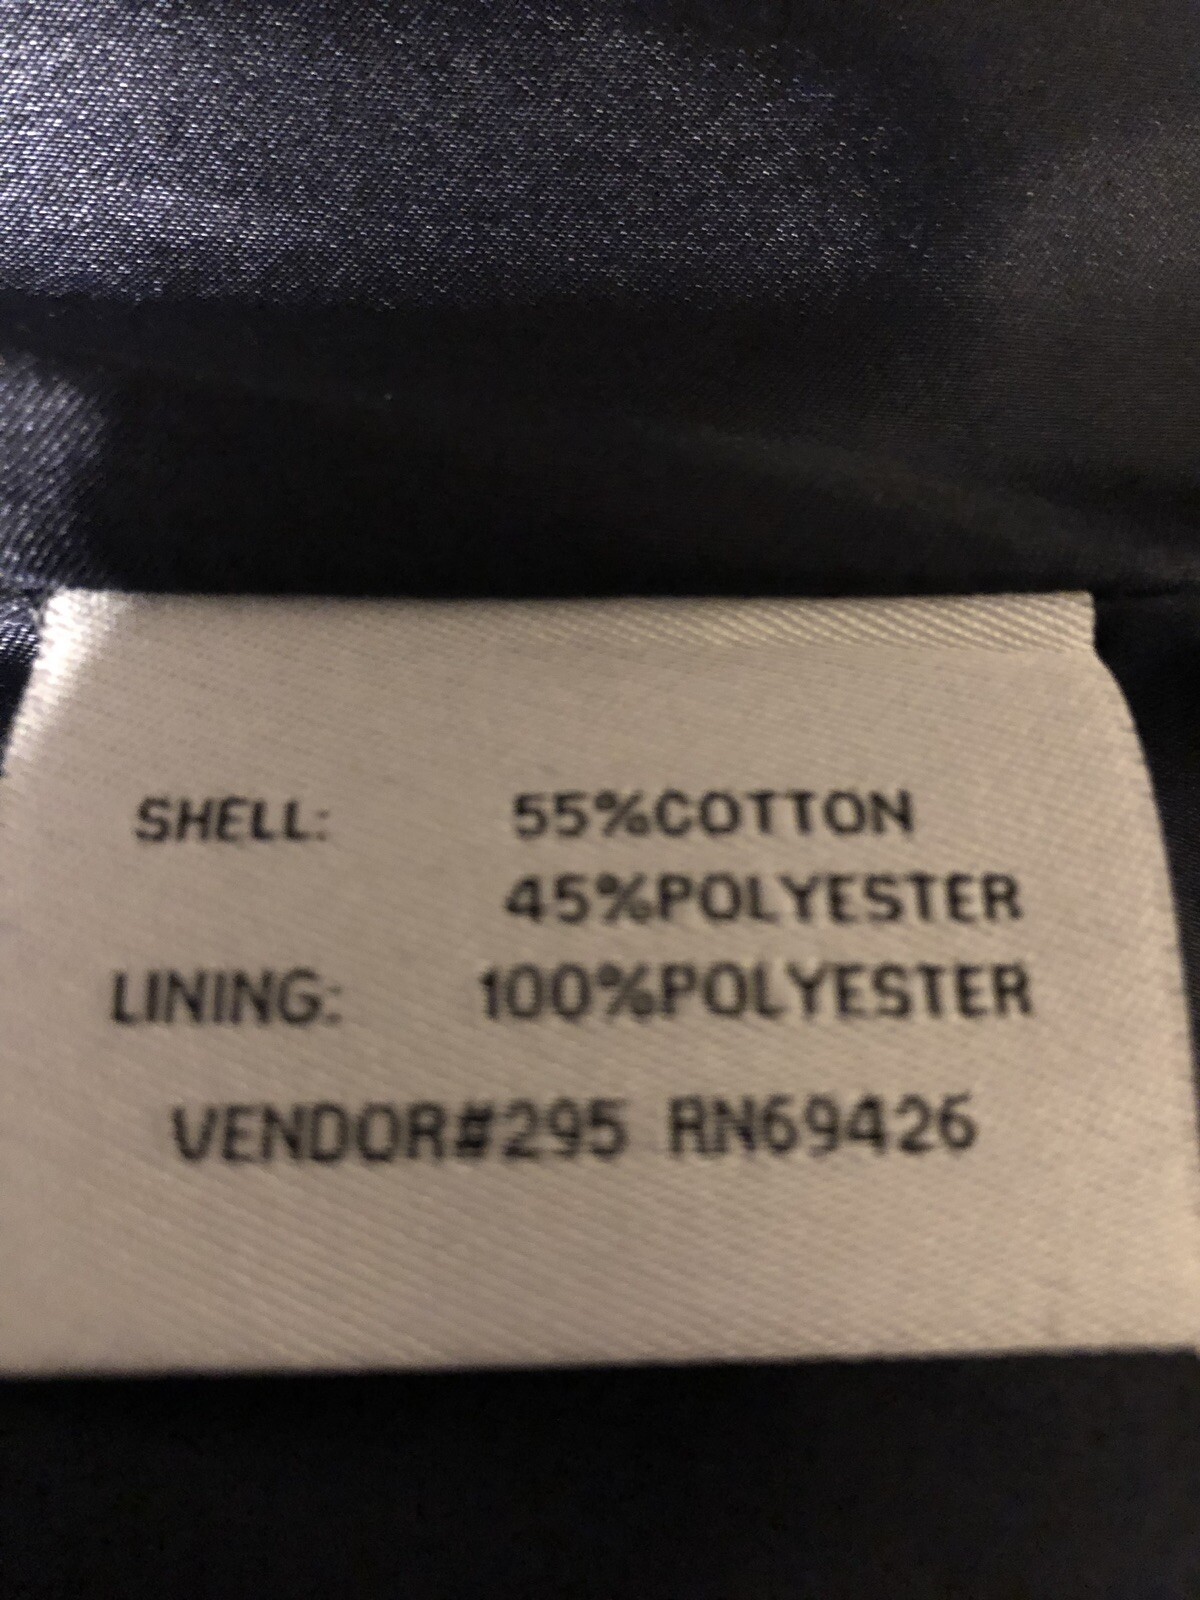 SHELL: 55%COTTON
45%POLYESTER
LINING: 100%POLYESTER
VENDOR#295 RN69426